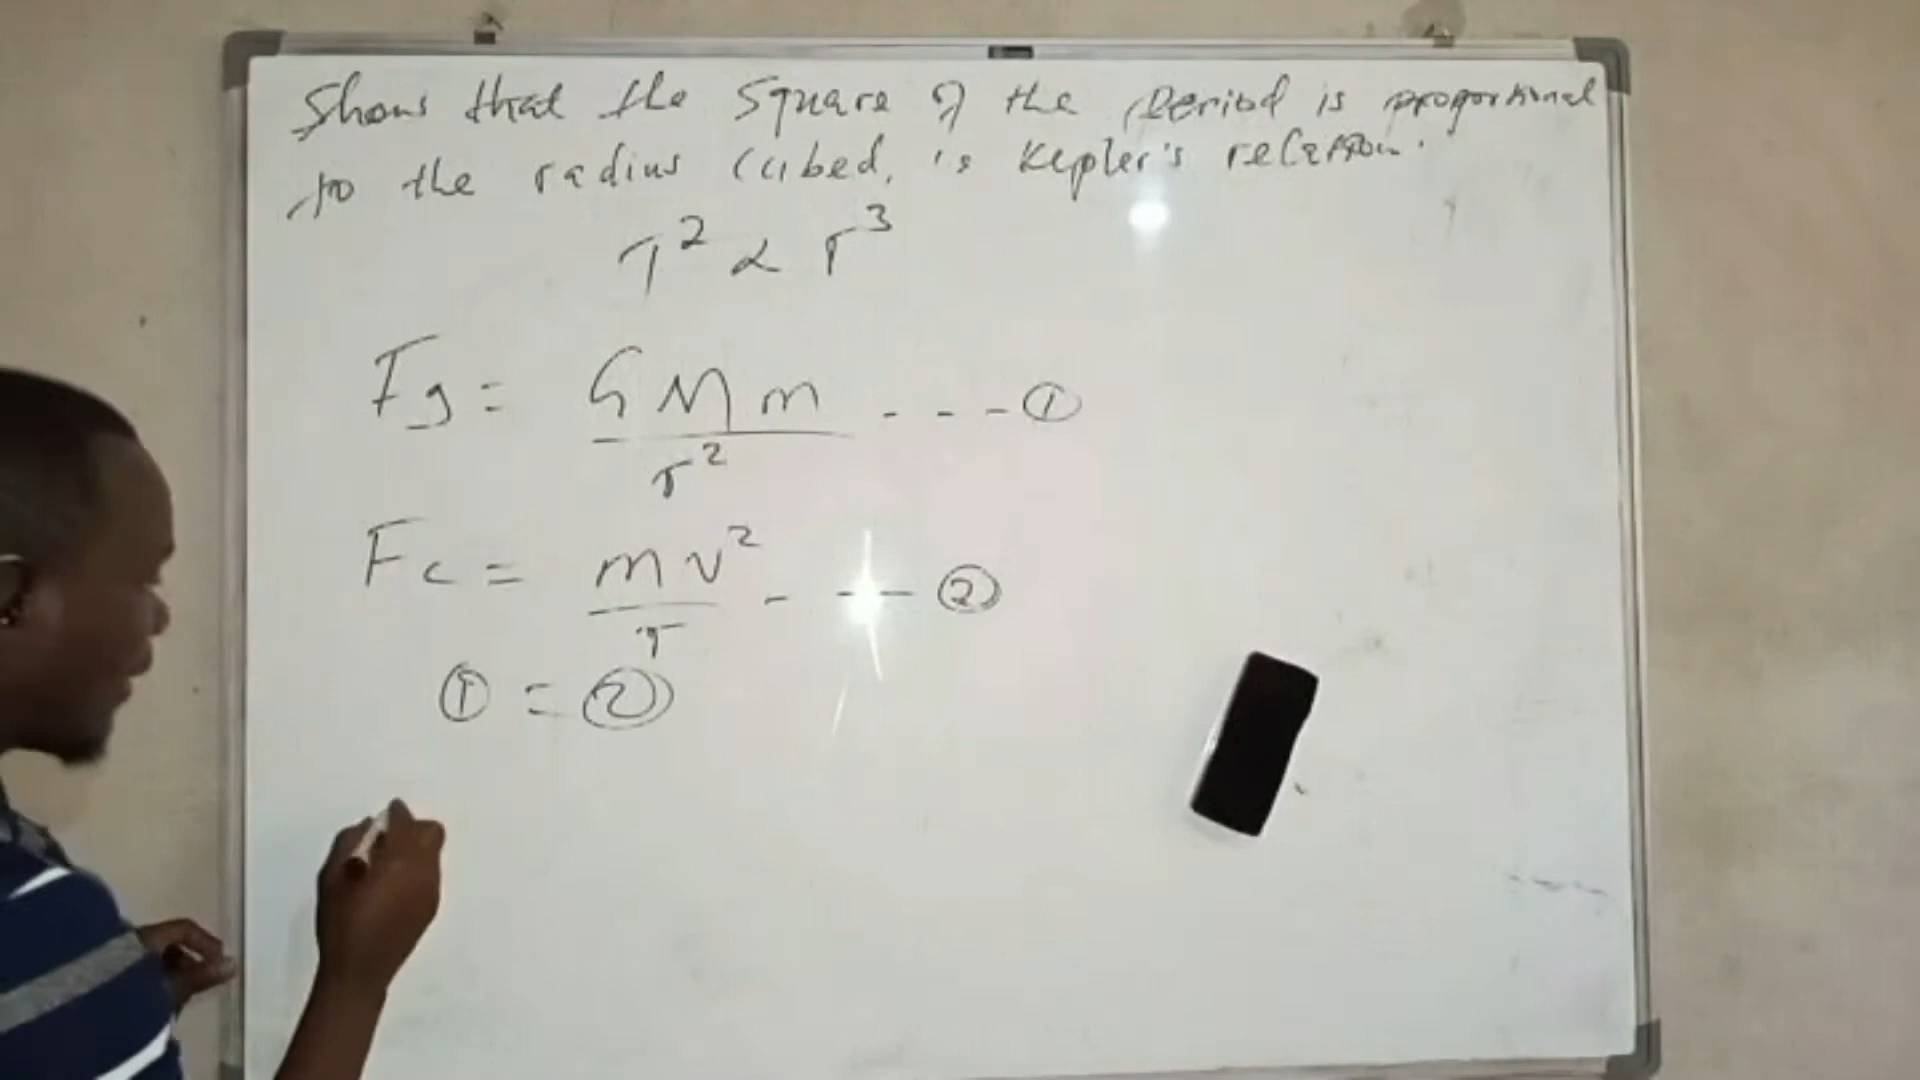 Show that the Square of the Period is proportional
to the radius cubed, is Kepler's relation.
T² ∝ r³
Fg = GMm / r² - - - ①
Fc = mv² / r - - - ②
① = ②